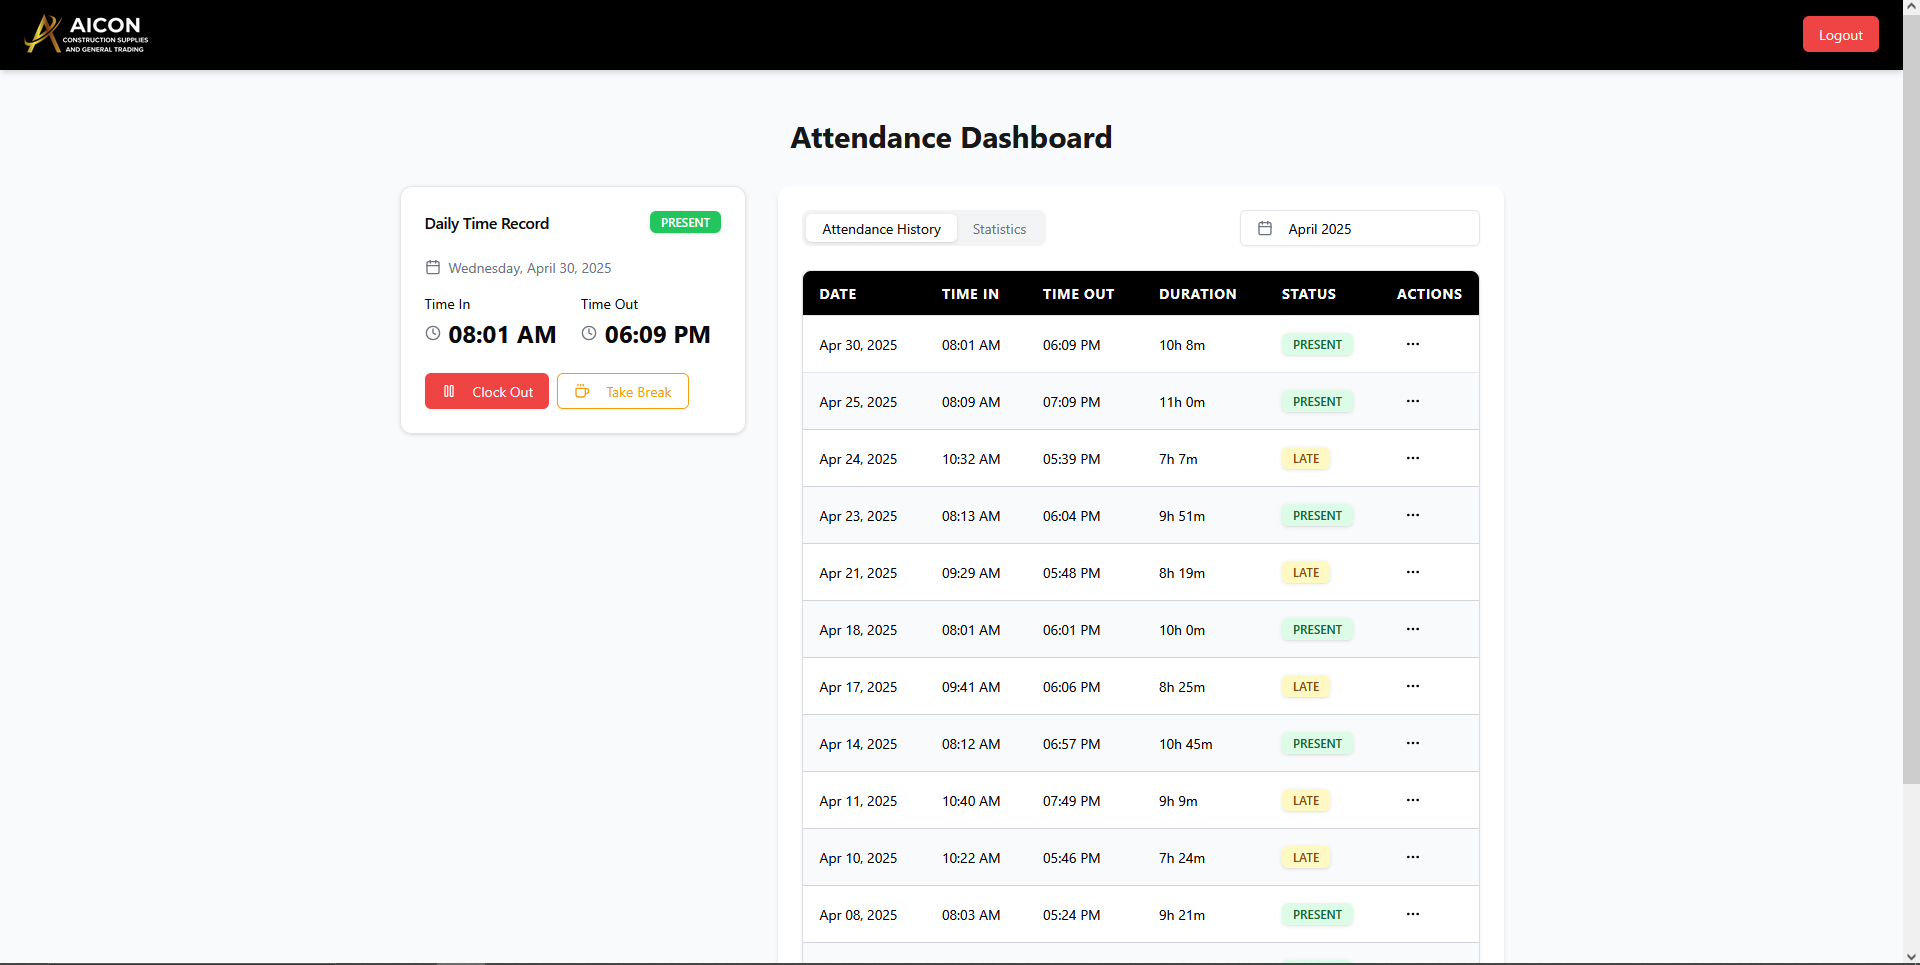 AICON
CONSTRUCTION SUPPLIES
AND GENERAL TRADING
Logout
Attendance Dashboard
Daily Time Record
PRESENT
Wednesday, April 30, 2025
Time In
Time Out
08:01 AM
06:09 PM
Clock Out
Take Break
Attendance History
Statistics
April 2025
DATE TIME IN TIME OUT DURATION STATUS ACTIONS
Apr 30, 2025 08:01 AM 06:09 PM 10h 8m PRESENT ...
Apr 25, 2025 08:09 AM 07:09 PM 11h 0m PRESENT ...
Apr 24, 2025 10:32 AM 05:39 PM 7h 7m LATE ...
Apr 23, 2025 08:13 AM 06:04 PM 9h 51m PRESENT ...
Apr 21, 2025 09:29 AM 05:48 PM 8h 19m LATE ...
Apr 18, 2025 08:01 AM 06:01 PM 10h 0m PRESENT ...
Apr 17, 2025 09:41 AM 06:06 PM 8h 25m LATE ...
Apr 14, 2025 08:12 AM 06:57 PM 10h 45m PRESENT ...
Apr 11, 2025 10:40 AM 07:49 PM 9h 9m LATE ...
Apr 10, 2025 10:22 AM 05:46 PM 7h 24m LATE ...
Apr 08, 2025 08:03 AM 05:24 PM 9h 21m PRESENT ...